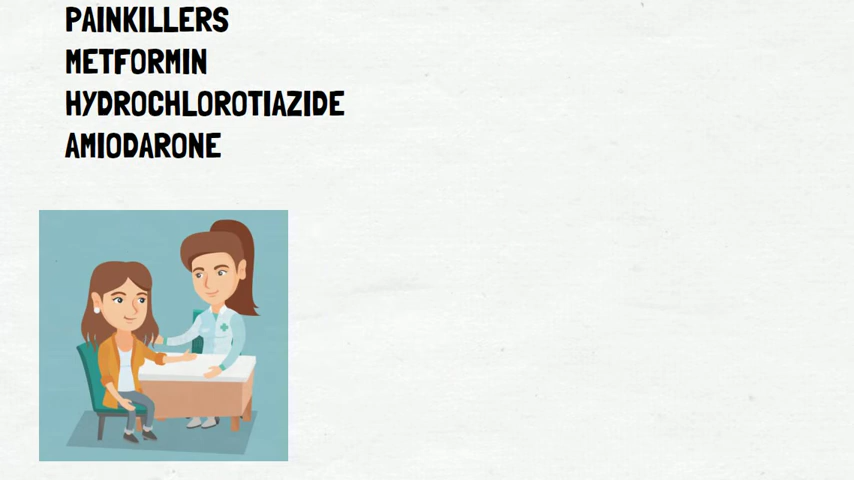 PAINKILLERS
METFORMIN
HYDROCHLOROTIAZIDE
AMIODARONE